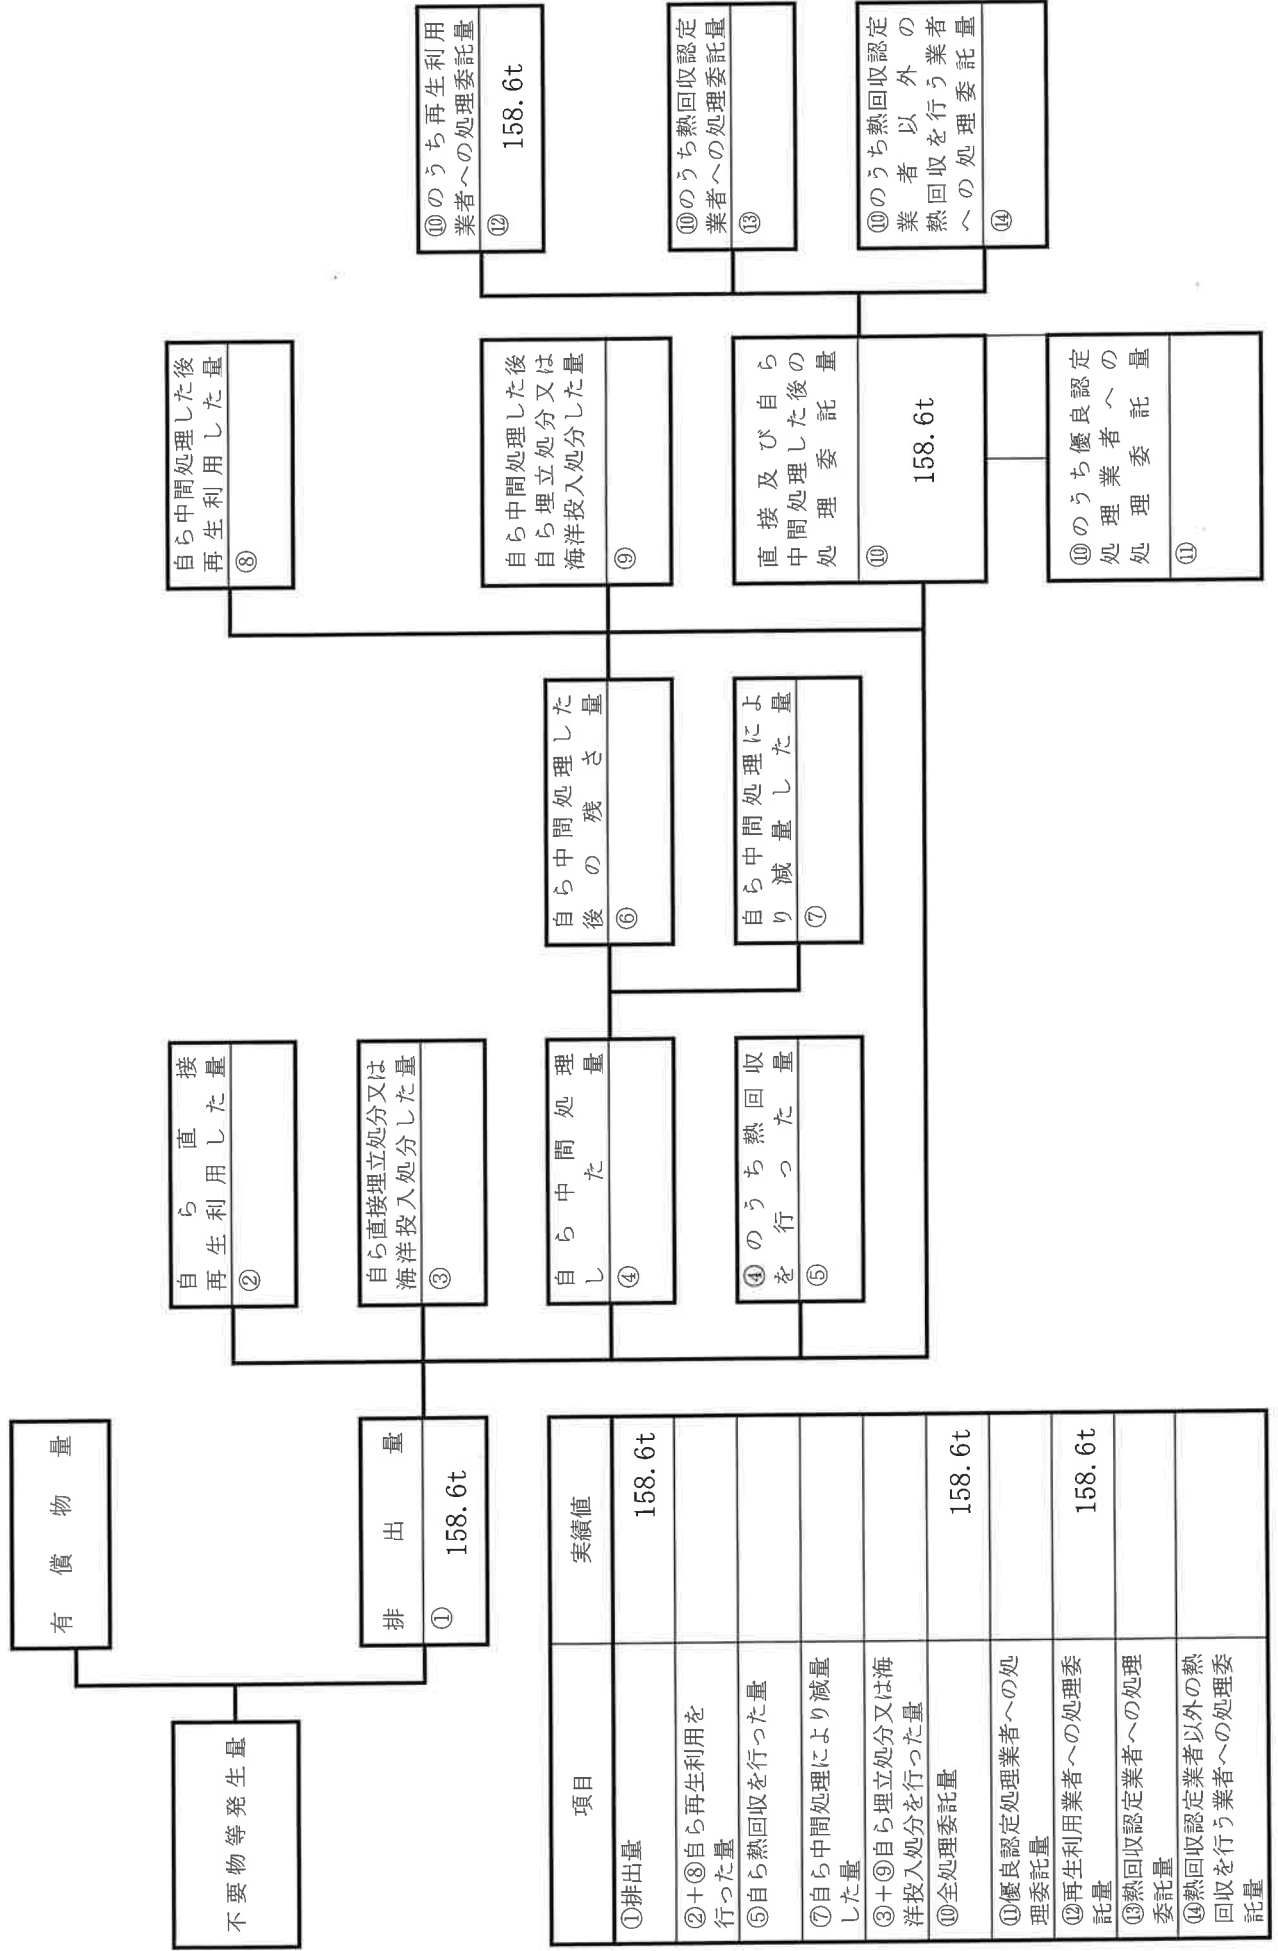 不要物等発生量
有償物量
排出量
①
158.6t
自ら直接
再生利用した量
②
自ら直接埋立処分又は
海洋投入処分した量
③
自ら中間処理
した量
④
④のうち熱回収
を行った量
⑤
自ら中間処理した
後の残さ量
⑥
自ら中間処理によ
り減量した量
⑦
自ら中間処理した後
再生利用した量
⑧
自ら中間処理した後
自ら埋立処分又は
海洋投入処分した量
⑨
直接及び自ら
中間処理した後の
処理委託量
⑩
158.6t
⑩のうち優良認定
処理業者への
処理委託量
⑪
⑩のうち再生利用
業者への処理委託量
⑫
158.6t
⑩のうち熱回収認定
業者への処理委託量
⑬
⑩のうち熱回収認定
業者以外の
熱回収を行う業者
への処理委託量
⑭
項目 実績値
①排出量 158.6t
②+⑧自ら再生利用を
行った量
⑤自ら熱回収を行った量
⑦自ら中間処理により減量
した量
③+⑨自ら埋立処分又は海
洋投入処分を行った量
⑩全処理委託量 158.6t
⑪優良認定処理業者への処
理委託量
⑫再生利用業者への処理委
託量 158.6t
⑬熱回収認定業者への処理
委託量
⑭熱回収認定業者以外の熱
回収を行う業者への処理委
託量